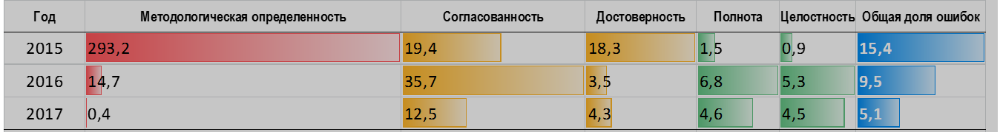 Год Методологическая определенность Согласованность Достоверность Полнота Целостность Общая доля ошибок
2015 293,2 19,4 18,3 1,5 0,9 15,4
2016 14,7 35,7 3,5 6,8 5,3 9,5
2017 0,4 12,5 4,3 4,6 4,5 5,1